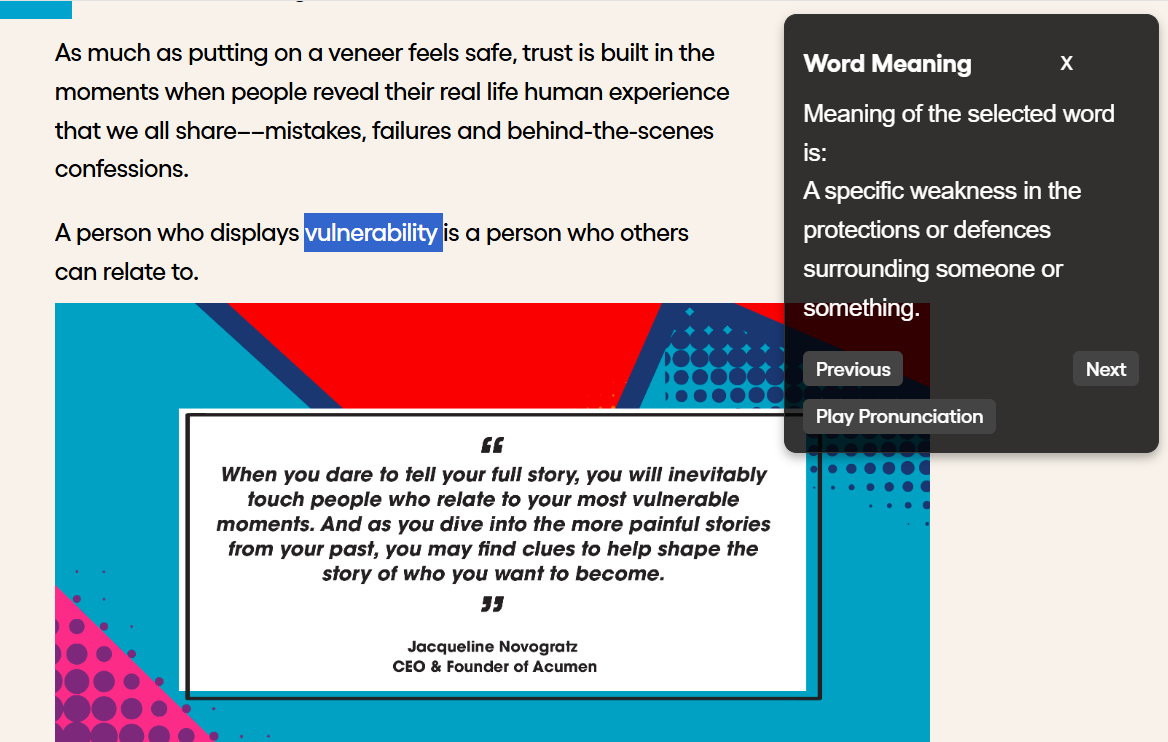 As much as putting on a veneer feels safe, trust is built in the
moments when people reveal their real life human experience
that we all share––mistakes, failures and behind-the-scenes
confessions.
A person who displays vulnerability is a person who others
can relate to.
“
When you dare to tell your full story, you will inevitably
touch people who relate to your most vulnerable
moments. And as you dive into the more painful stories
from your past, you may find clues to help shape the
story of who you want to become.
”
Jacqueline Novogratz
CEO & Founder of Acumen
Word Meaning X
Meaning of the selected word
is:
A specific weakness in the
protections or defences
surrounding someone or
something.
Previous Next
Play Pronunciation